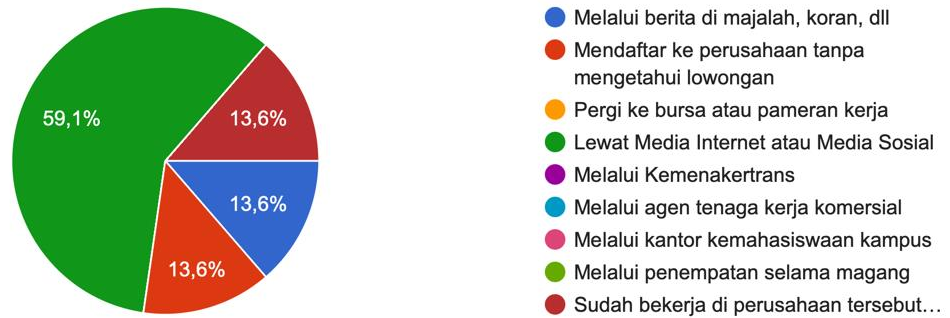 59,1%
13,6%
13,6%
13,6%
Melalui berita di majalah, koran, dll
Mendaftar ke perusahaan tanpa
mengetahui lowongan
Pergi ke bursa atau pameran kerja
Lewat Media Internet atau Media Sosial
Melalui Kemenakertrans
Melalui agen tenaga kerja komersial
Melalui kantor kemahasiswaan kampus
Melalui penempatan selama magang
Sudah bekerja di perusahaan tersebut…